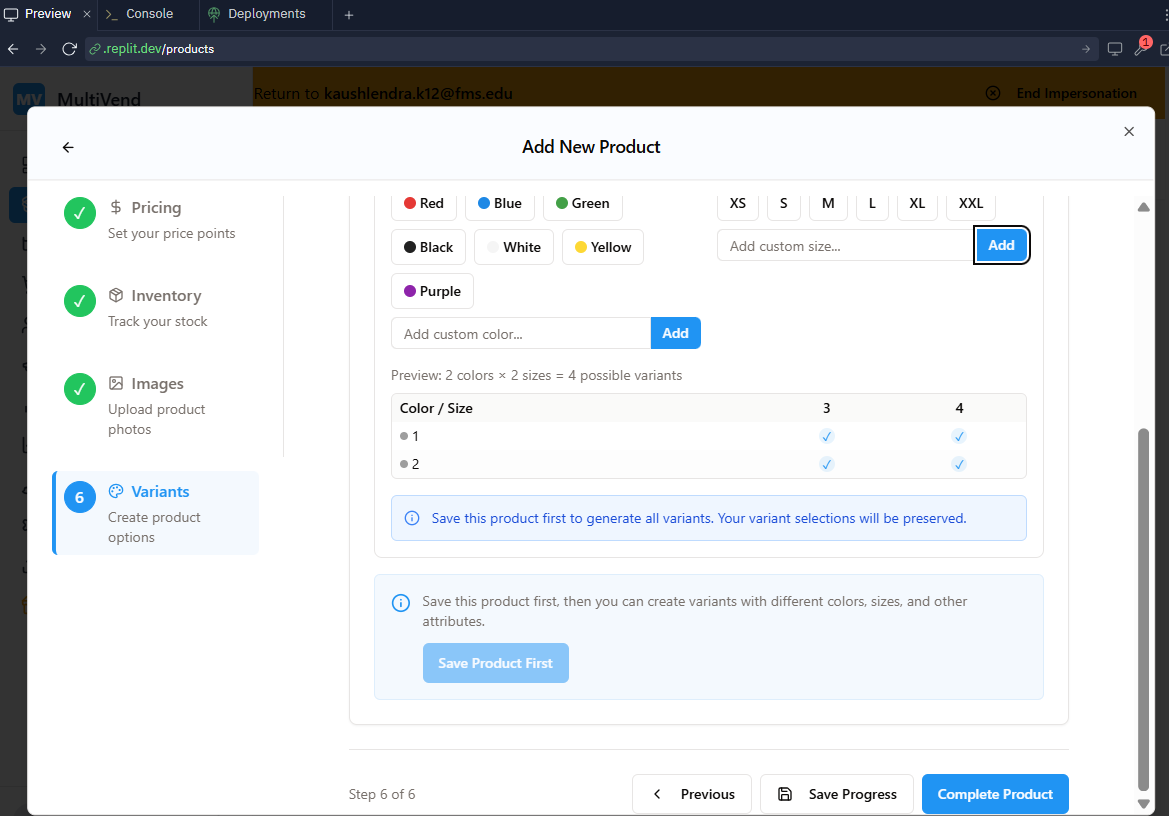 Preview
Console
Deployments
.replit.dev/products
1
MV
MultiVend
Return to kaushlendra.k12@fms.edu
End Impersonation
Add New Product
Pricing
Set your price points
Inventory
Track your stock
Images
Upload product
photos
6
Variants
Create product
options
Red
Blue
Green
Black
White
Yellow
Purple
Add custom color...
Add
XS
S
M
L
XL
XXL
Add custom size...
Add
Preview: 2 colors × 2 sizes = 4 possible variants
Color / Size 3 4
1
2
Save this product first to generate all variants. Your variant selections will be preserved.
Save this product first, then you can create variants with different colors, sizes, and other
attributes.
Save Product First
Step 6 of 6
Previous
Save Progress
Complete Product